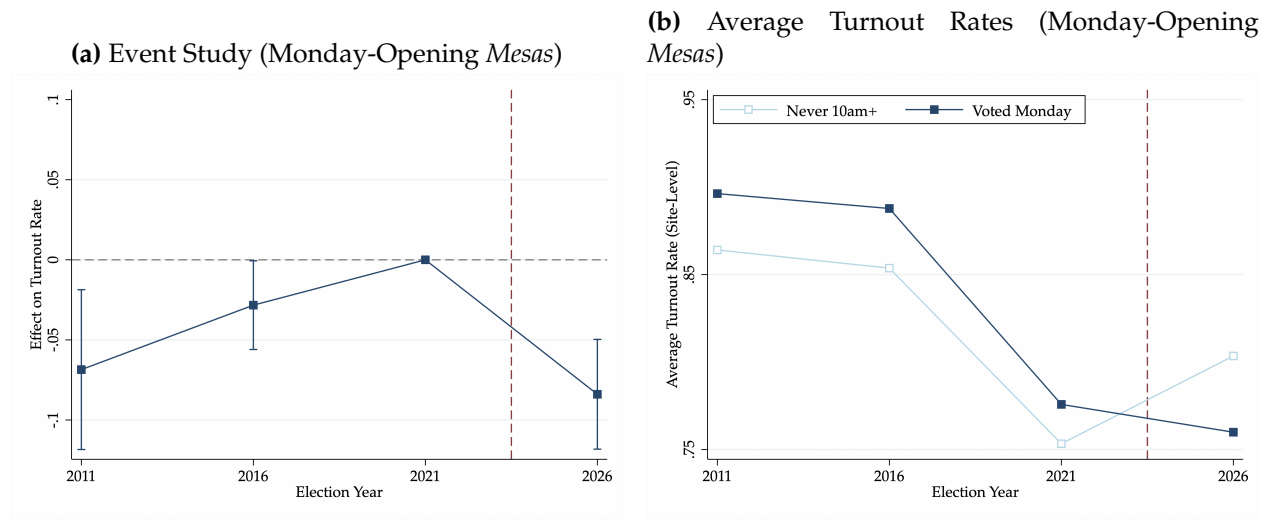 (a) Event Study (Monday-Opening Mesas)
.1
.05
0
-.05
-.1
Effect on Turnout Rate
2011 2016 2021 2026
Election Year
(b) Average Turnout Rates (Monday-Opening
Mesas)
Never 10am+ Voted Monday
.95
.85
.75
Average Turnout Rate (Site-Level)
2011 2016 2021 2026
Election Year